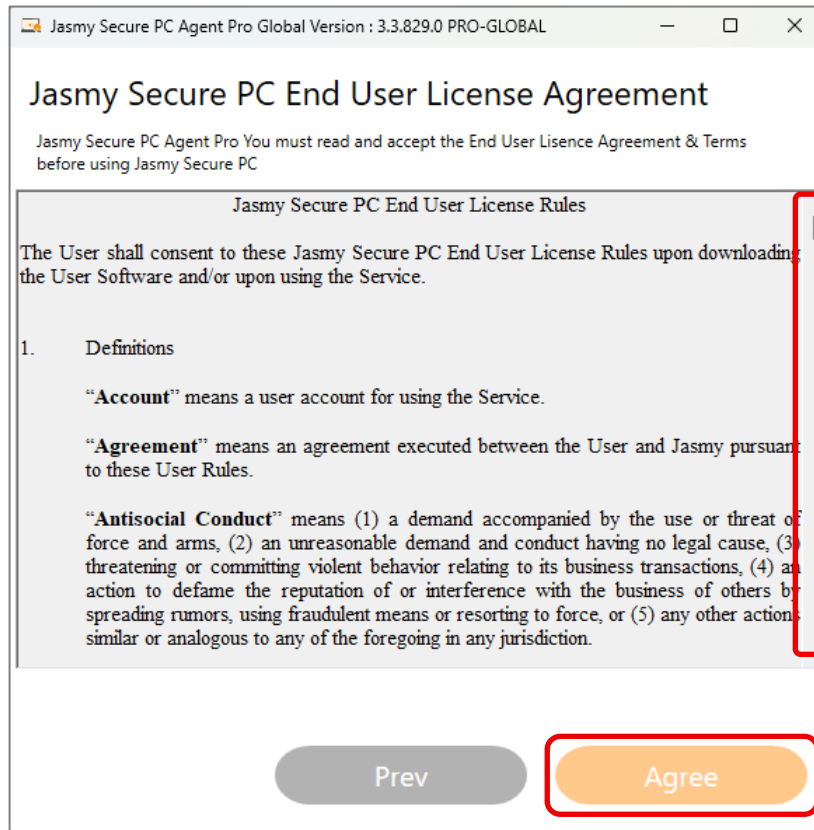 Jasmy Secure PC Agent Pro Global Version : 3.3.829.0 PRO-GLOBAL
Jasmy Secure PC End User License Agreement
Jasmy Secure PC Agent Pro You must read and accept the End User Lisence Agreement & Terms
before using Jasmy Secure PC
Jasmy Secure PC End User License Rules
The User shall consent to these Jasmy Secure PC End User License Rules upon downloading
the User Software and/or upon using the Service.
1. Definitions
“Account” means a user account for using the Service.
“Agreement” means an agreement executed between the User and Jasmy pursuant
to these User Rules.
“Antisocial Conduct” means (1) a demand accompanied by the use or threat of
force and arms, (2) an unreasonable demand and conduct having no legal cause, (3)
threatening or committing violent behavior relating to its business transactions, (4) an
action to defame the reputation of or interference with the business of others by
spreading rumors, using fraudulent means or resorting to force, or (5) any other actions
similar or analogous to any of the foregoing in any jurisdiction.
Prev
Agree